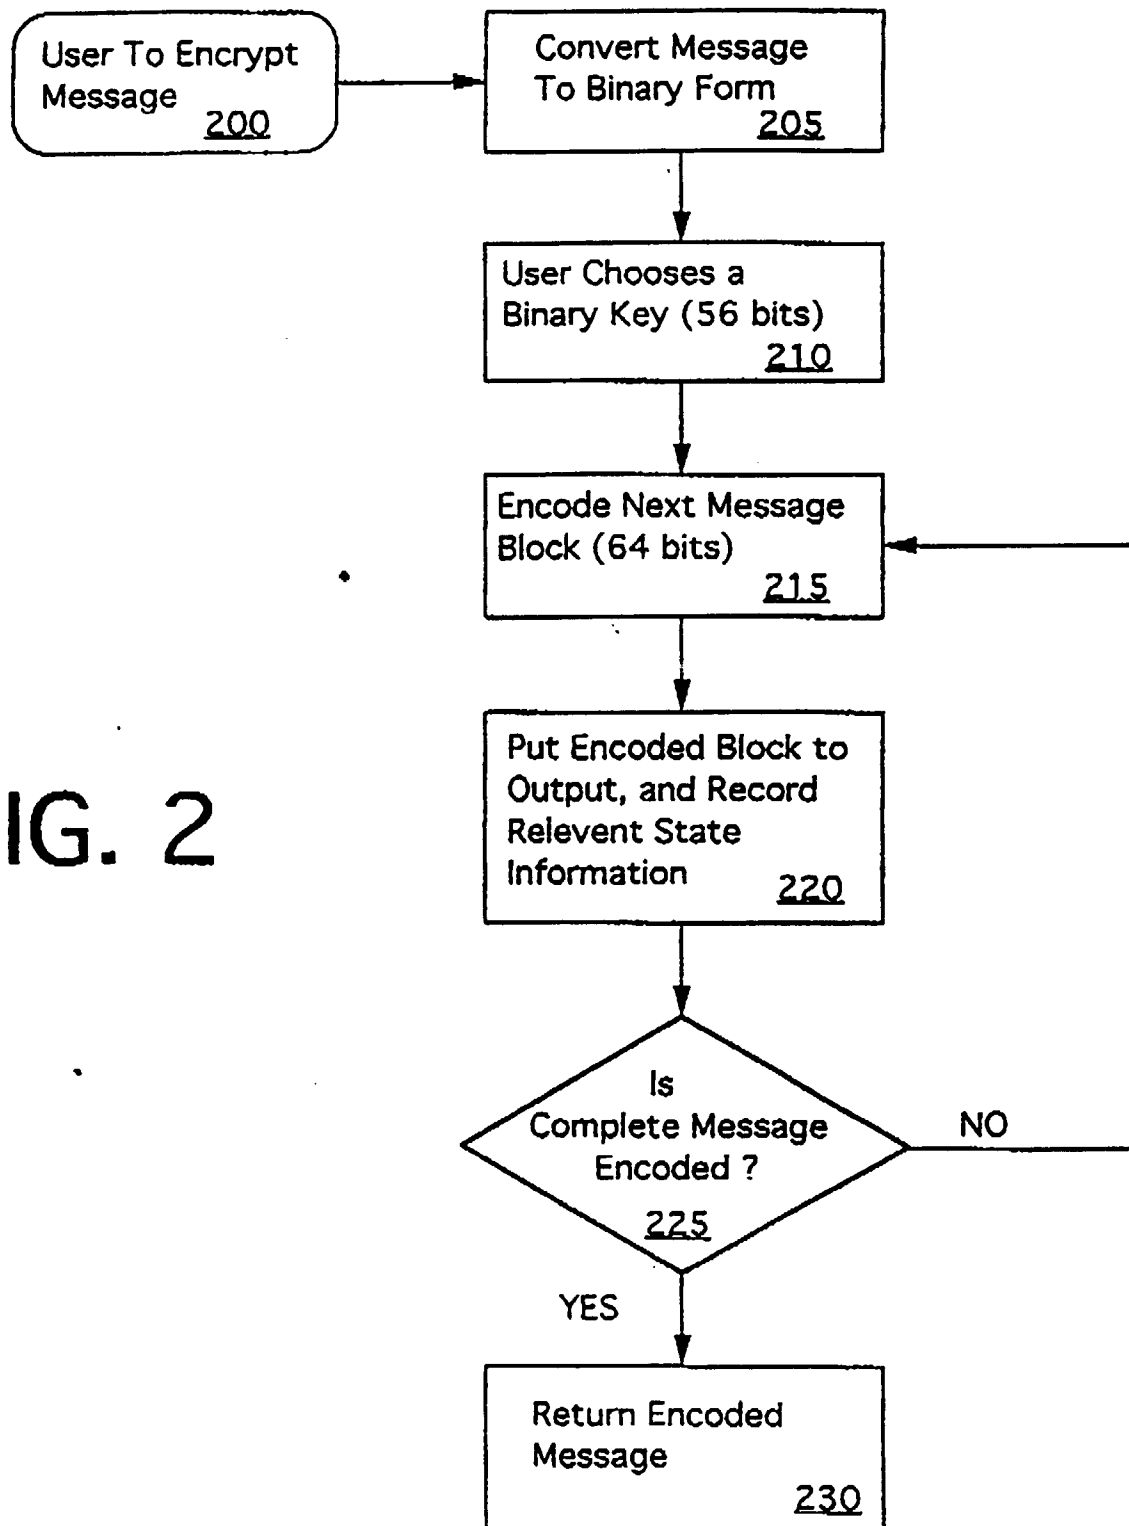 User To Encrypt
Message
200
Convert Message
To Binary Form
205
User Chooses a
Binary Key (56 bits)
210
Encode Next Message
Block (64 bits)
215
Put Encoded Block to
Output, and Record
Relevent State
Information
220
IG. 2
Is
Complete Message
Encoded ?
225
NO
YES
Return Encoded
Message
230